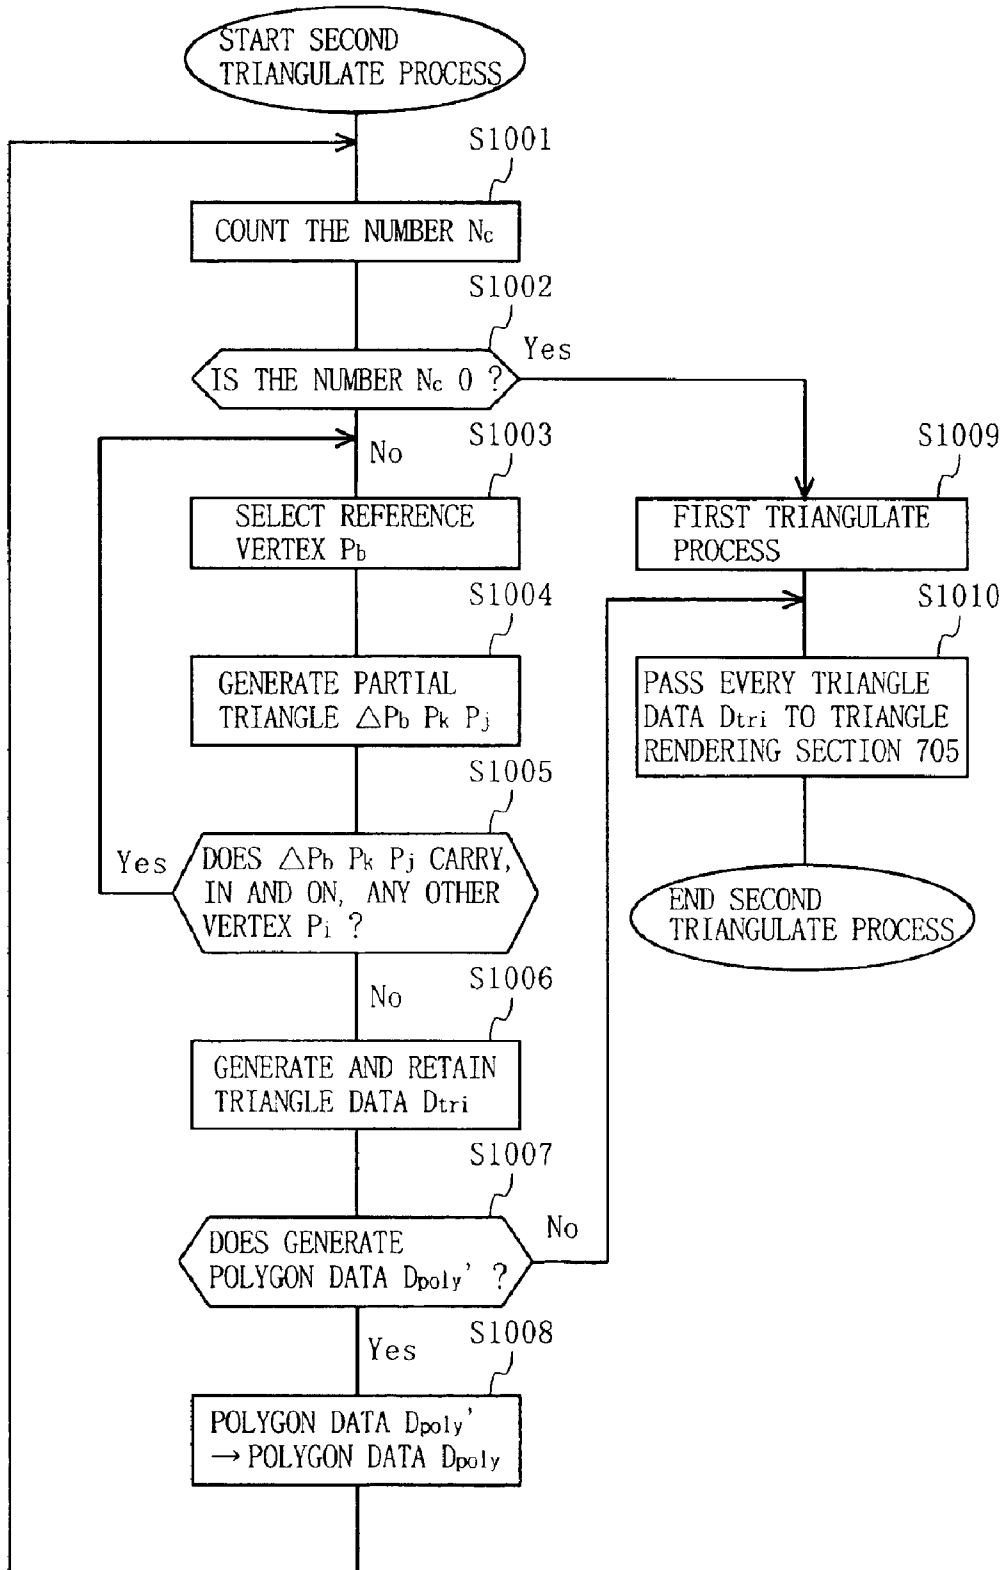 START SECOND
TRIANGULATE PROCESS
S1001
COUNT THE NUMBER Nc
S1002
IS THE NUMBER Nc 0 ?
Yes
No
S1003
SELECT REFERENCE
VERTEX Pb
S1004
GENERATE PARTIAL
TRIANGLE △Pb Pk Pj
S1005
Yes
DOES △Pb Pk Pj CARRY,
IN AND ON, ANY OTHER
VERTEX Pi ?
No
S1006
GENERATE AND RETAIN
TRIANGLE DATA Dtri
S1007
DOES GENERATE
POLYGON DATA Dpoly' ?
No
Yes
S1008
POLYGON DATA Dpoly'
→ POLYGON DATA Dpoly
S1009
FIRST TRIANGULATE
PROCESS
S1010
PASS EVERY TRIANGLE
DATA Dtri TO TRIANGLE
RENDERING SECTION 705
END SECOND
TRIANGULATE PROCESS